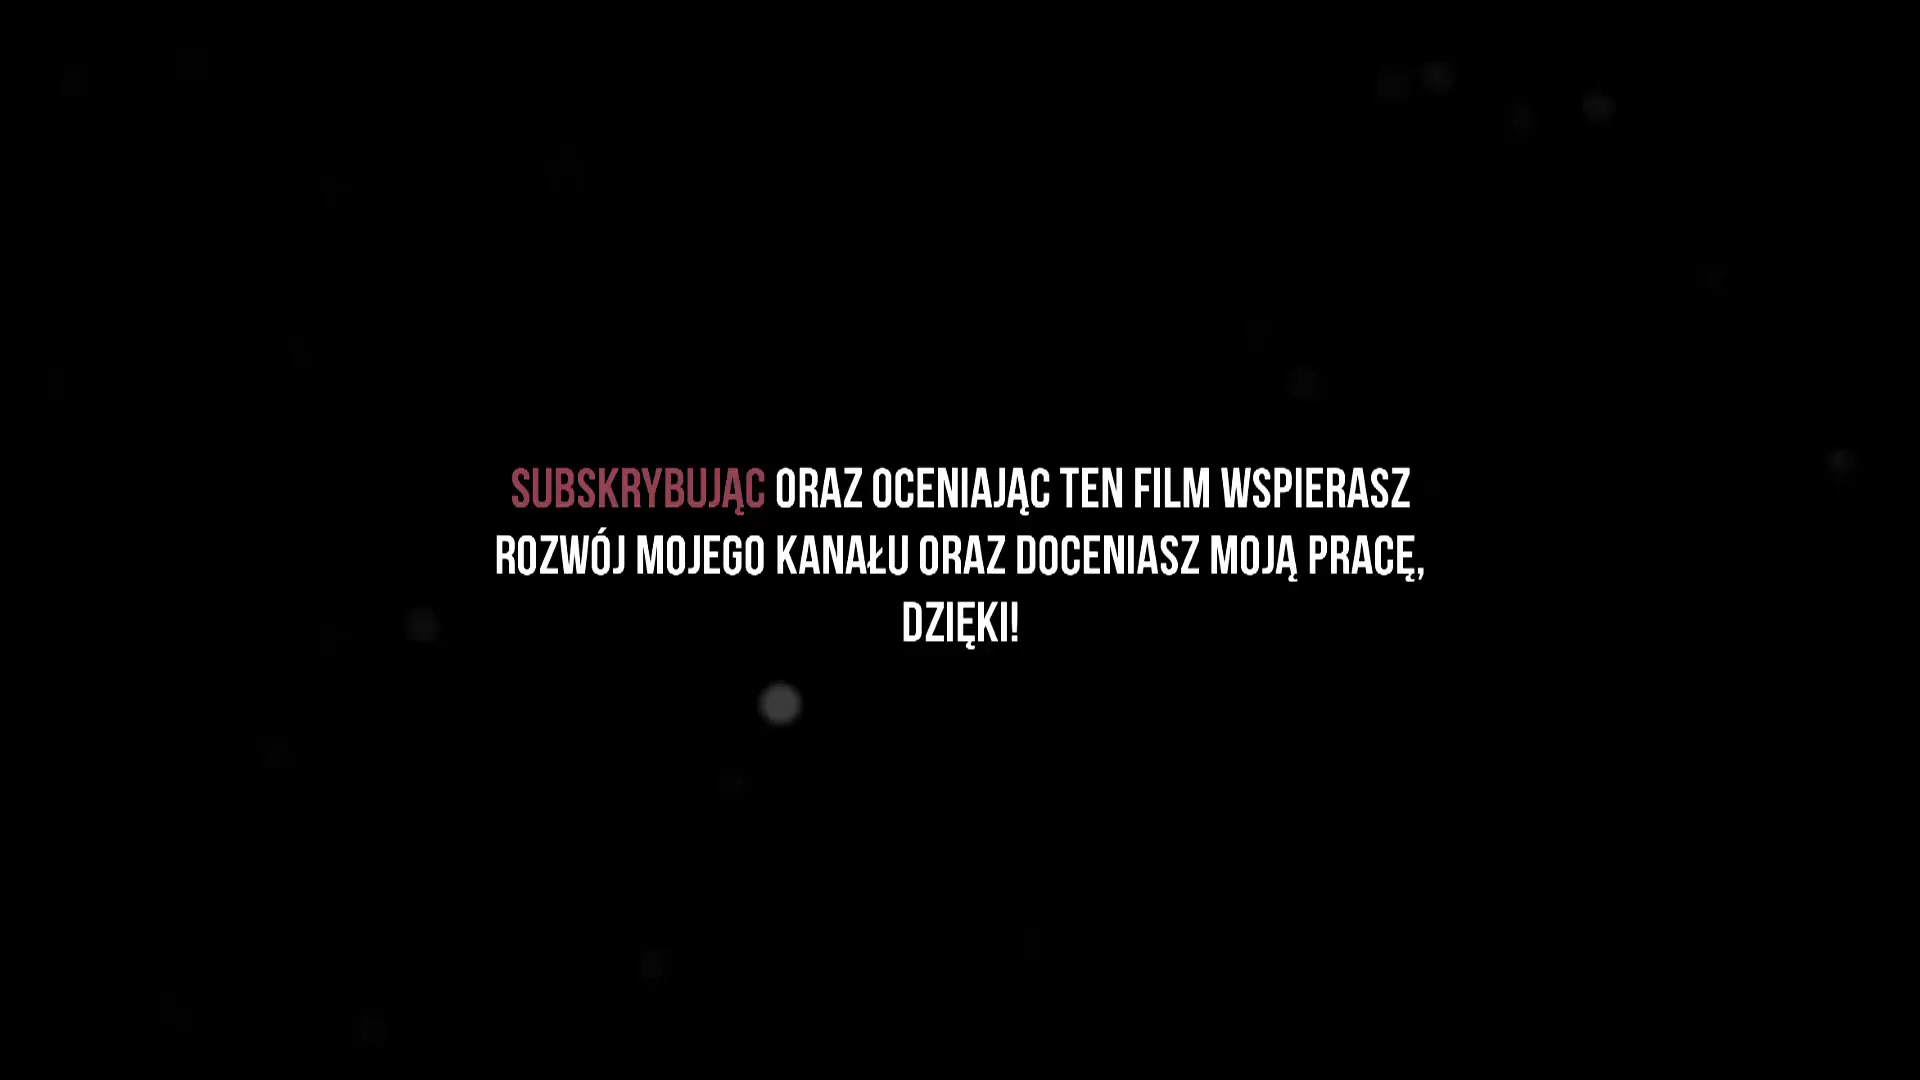 SUBSKRYBUJĄC ORAZ OCENIAJĄC TEN FILM WSPIERASZ
ROZWÓJ MOJEGO KANAŁU ORAZ DOCENIASZ MOJĄ PRACĘ,
DZIĘKI!